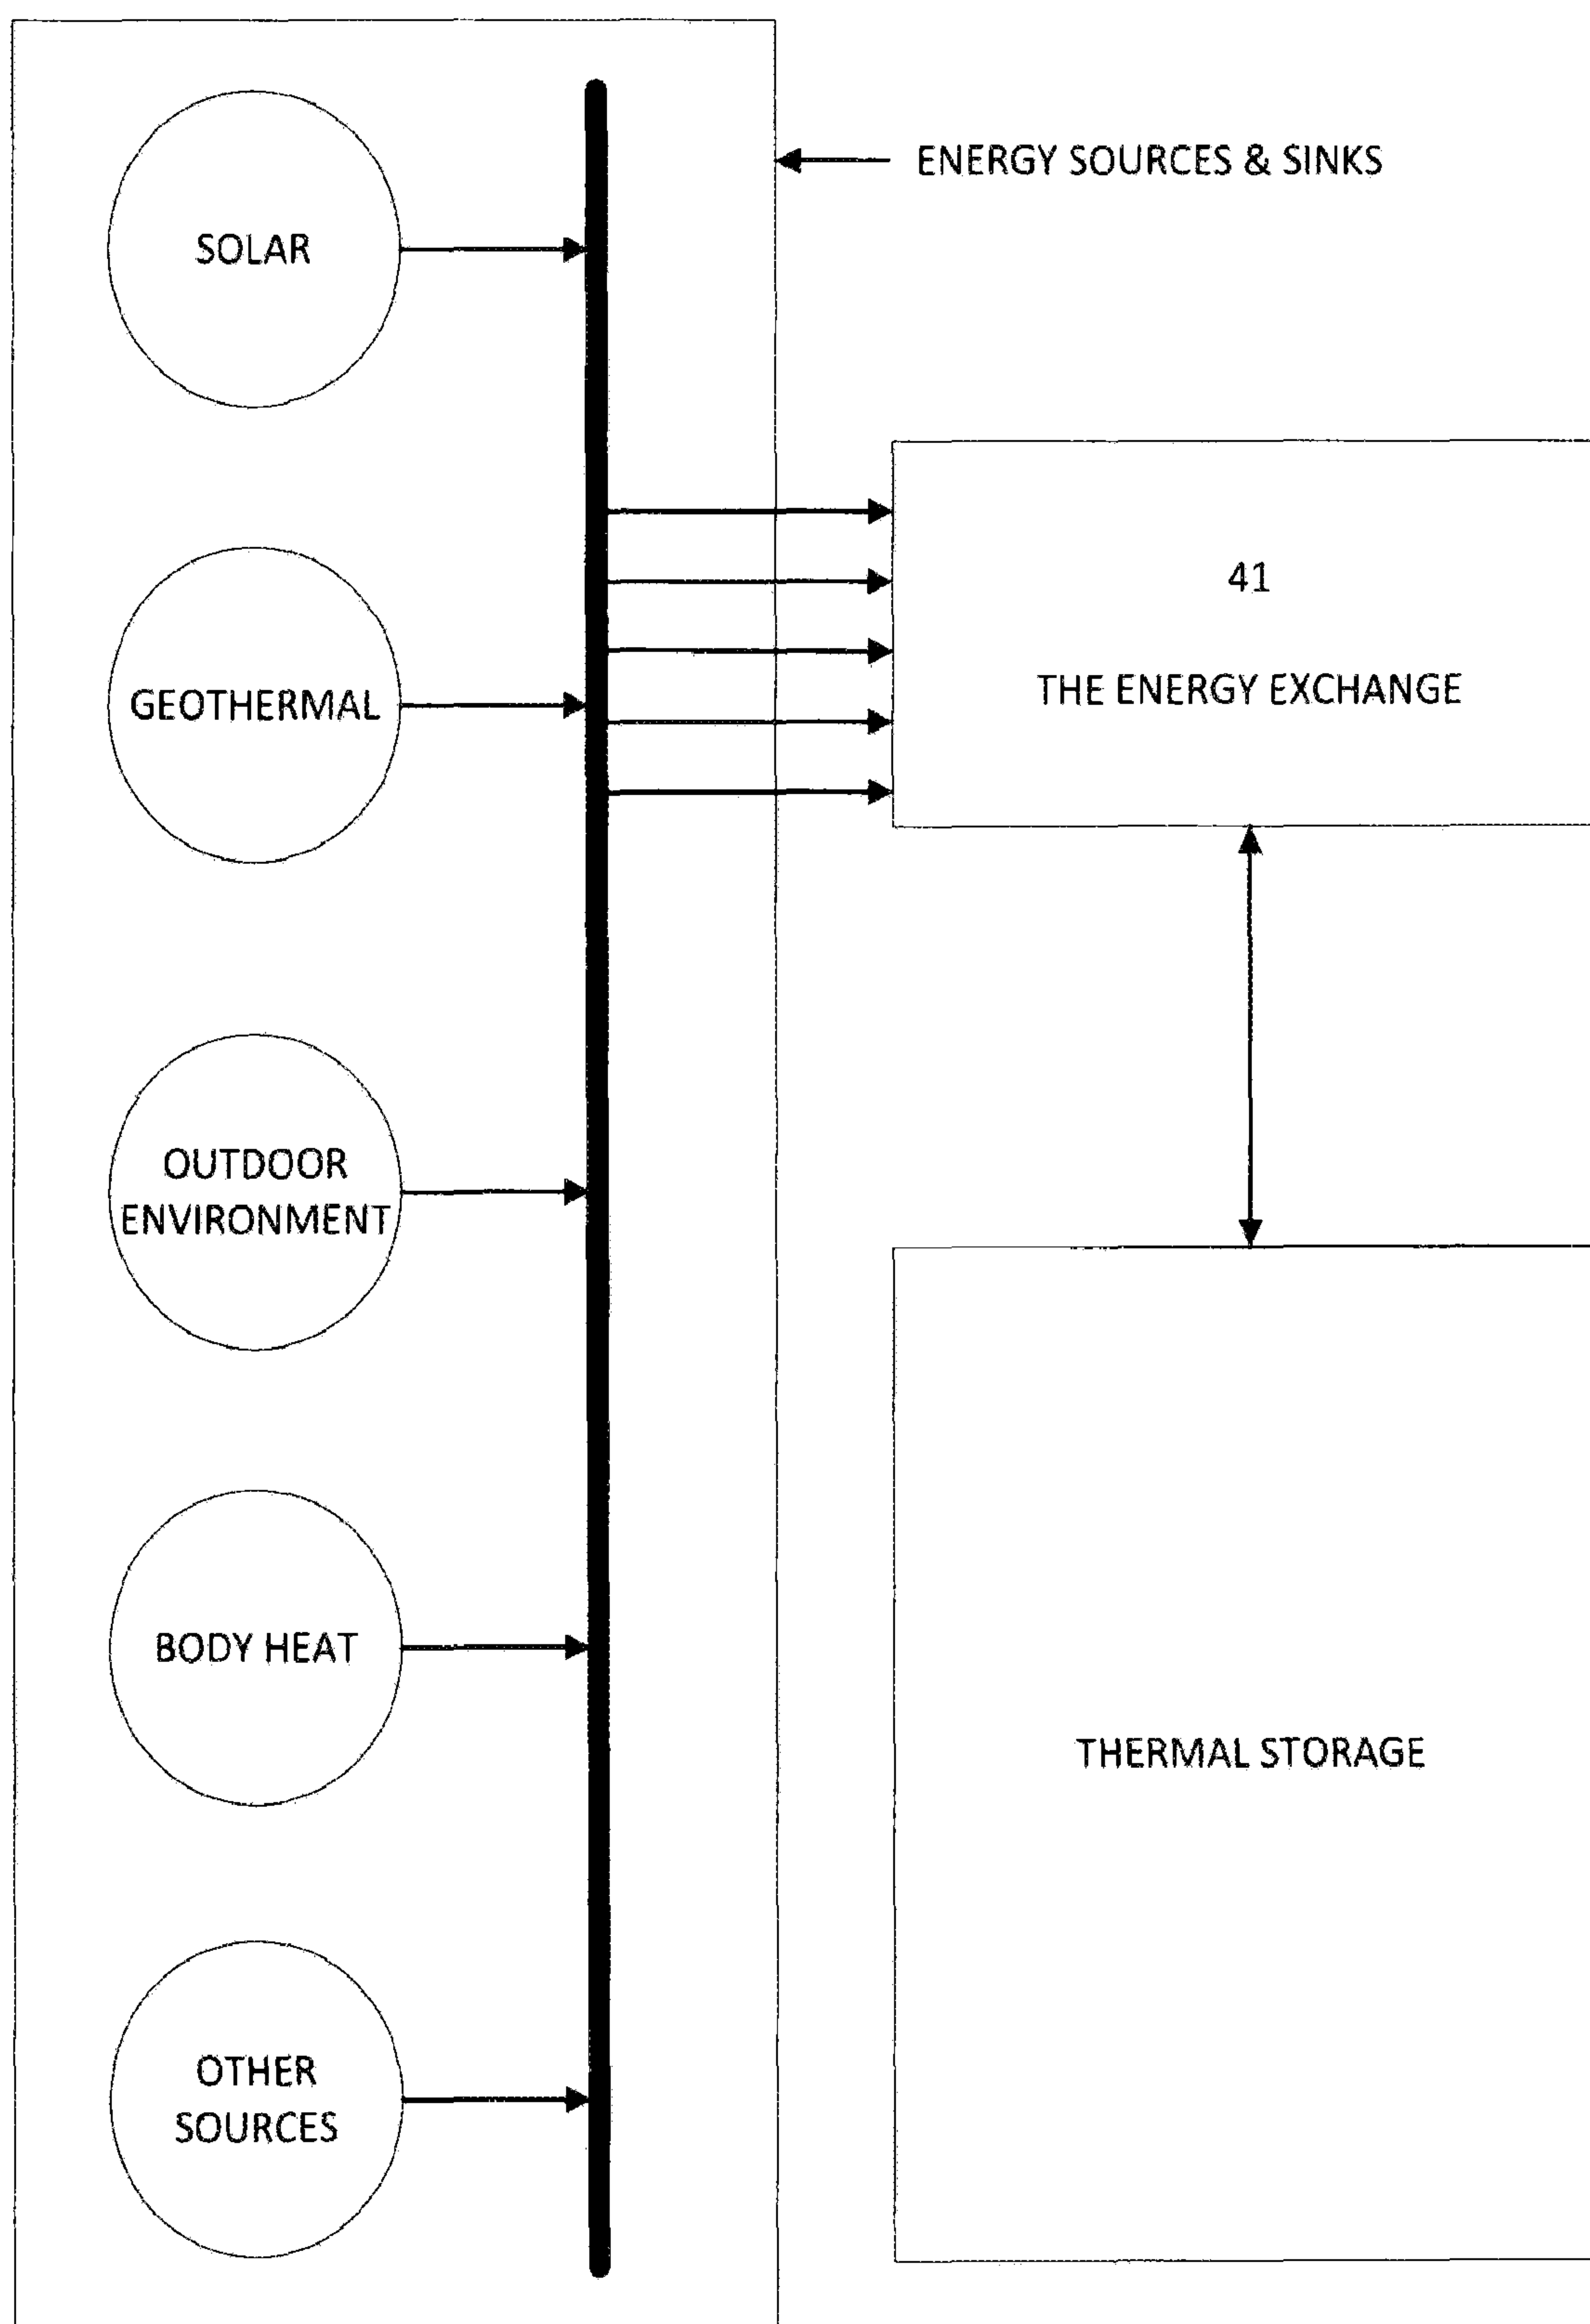 ENERGY SOURCES & SINKS
SOLAR
41
THE ENERGY EXCHANGE
GEOTHERMAL
OUTDOOR
ENVIRONMENT
BODY HEAT
THERMAL STORAGE
OTHER
SOURCES